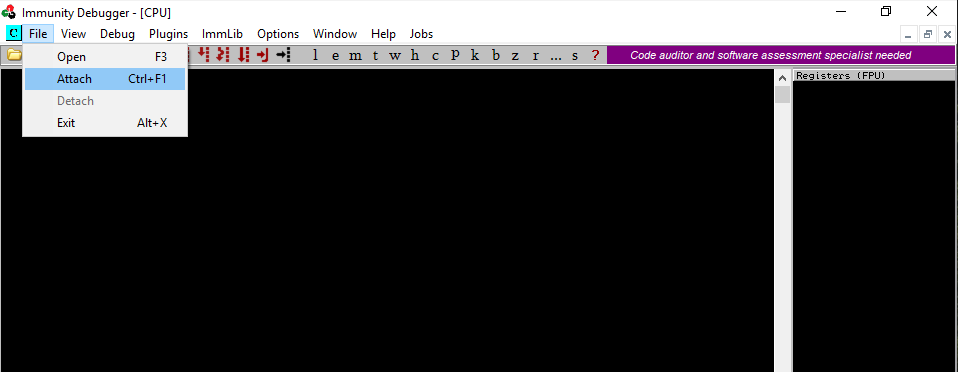 Immunity Debugger - [CPU]
C File View Debug Plugins ImmLib Options Window Help Jobs
l e m t w h c p k b z r ... s ? Code auditor and software assessment specialist needed
Open F3
Attach Ctrl+F1
Detach
Exit Alt+X
Registers (FPU)